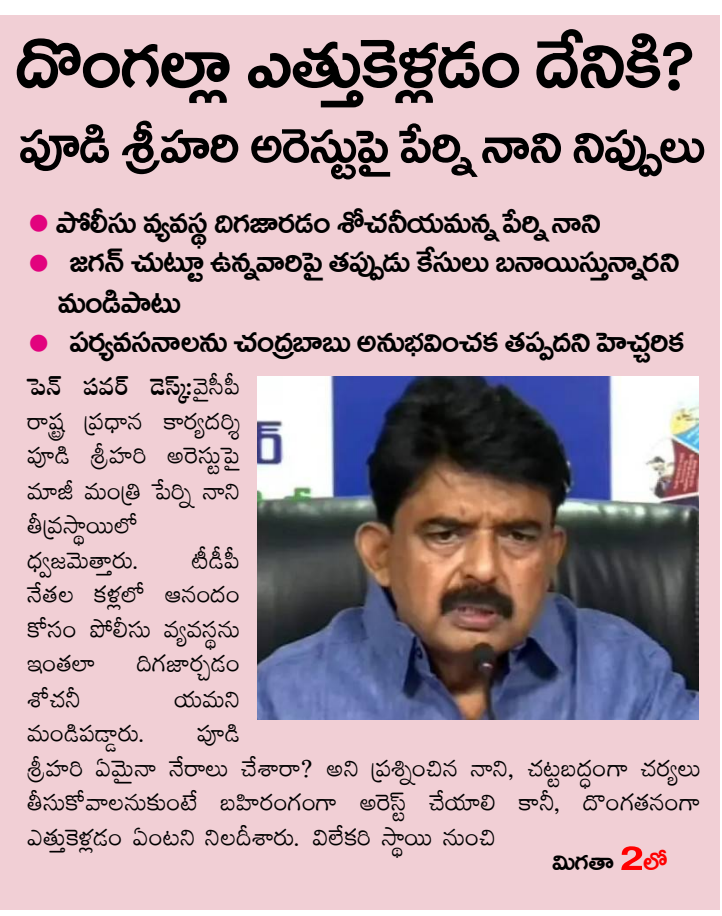 దొంగల్లా ఎత్తుకెళ్లడం దేనికి?
పూడి శ్రీహరి అరెస్టుపై పేర్ని నాని నిప్పులు
● పోలీసు వ్యవస్థ దిగజారడం శోచనీయమన్న పేర్ని నాని
● జగన్ చుట్టూ ఉన్నవారిపై తప్పుడు కేసులు బనాయిస్తున్నారని
మండిపాటు
● పర్యవసనాలను చంద్రబాబు అనుభవించక తప్పదని హెచ్చరిక
పెన్ పవర్ డెస్క్:వైసీపీ
రాష్ట్ర ప్రధాన కార్యదర్శి
పూడి శ్రీహరి అరెస్టుపై
మాజీ మంత్రి పేర్ని నాని
తీవ్రస్థాయిలో
ధ్వజమెత్తారు. టీడీపీ
నేతల కళ్లలో ఆనందం
కోసం పోలీసు వ్యవస్థను
ఇంతలా దిగజార్చడం
శోచనీ యమని
మండిపడ్డారు. పూడి
శ్రీహరి ఏమైనా నేరాలు చేశారా? అని ప్రశ్నించిన నాని, చట్టబద్ధంగా చర్యలు
తీసుకోవాలనుకుంటే బహిరంగంగా అరెస్ట్ చేయాలి కానీ, దొంగతనంగా
ఎత్తుకెళ్లడం ఏంటని నిలదీశారు. విలేకరి స్థాయి నుంచి
మిగతా 2లో